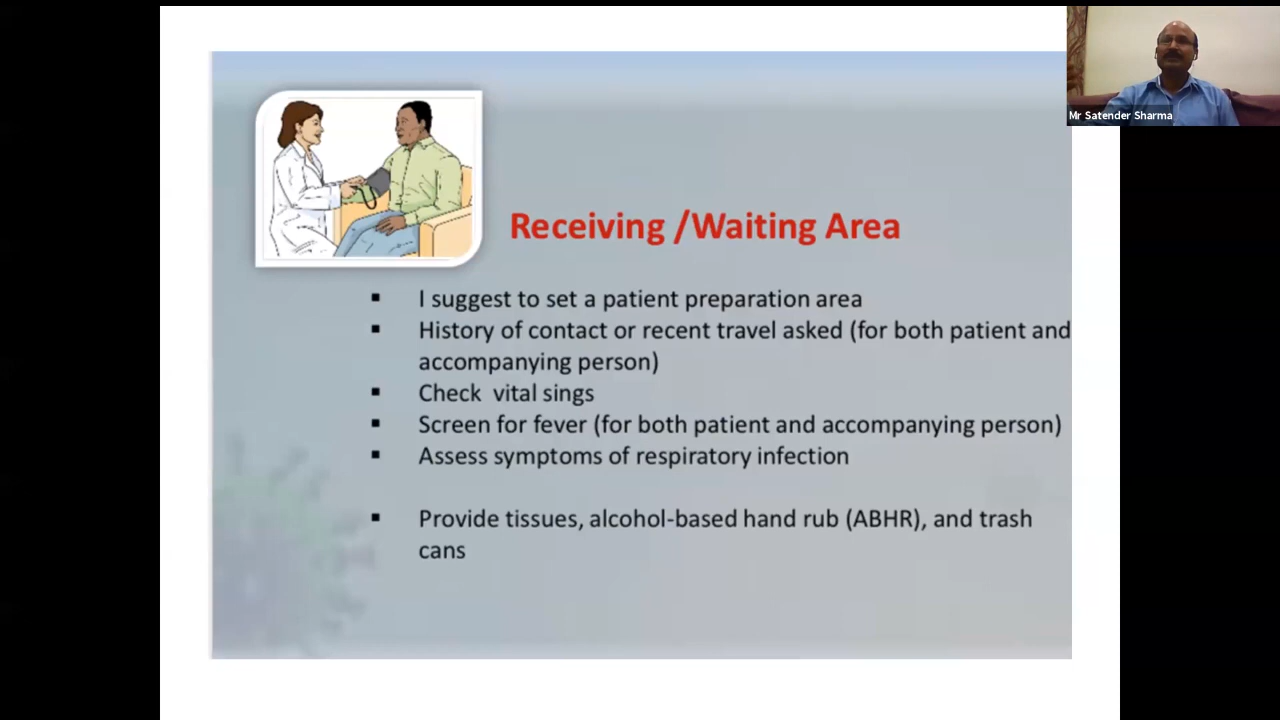 Mr Satender Sharma
Receiving /Waiting Area
▪ I suggest to set a patient preparation area
▪ History of contact or recent travel asked (for both patient and
accompanying person)
▪ Check vital sings
▪ Screen for fever (for both patient and accompanying person)
▪ Assess symptoms of respiratory infection
▪ Provide tissues, alcohol-based hand rub (ABHR), and trash
cans